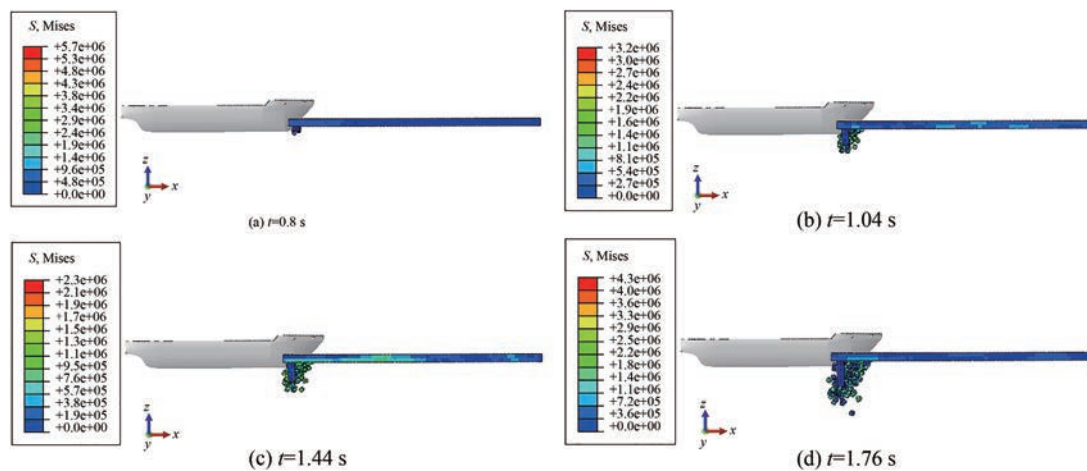 S, Mises
+5.7e+06
+5.3e+06
+4.8e+06
+4.3e+06
+3.8e+06
+3.4e+06
+2.9e+06
+2.4e+06
+1.9e+06
+1.4e+06
+9.6e+05
+4.8e+05
+0.0e+00
z
y
x
(a) t=0.8 s
S, Mises
+3.2e+06
+3.0e+06
+2.7e+06
+2.4e+06
+2.2e+06
+1.9e+06
+1.6e+06
+1.4e+06
+1.1e+06
+8.1e+05
+5.4e+05
+2.7e+05
+0.0e+00
z
y
x
(b) t=1.04 s
S, Mises
+2.3e+06
+2.1e+06
+1.9e+06
+1.7e+06
+1.5e+06
+1.3e+06
+1.1e+06
+9.5e+05
+7.6e+05
+5.7e+05
+3.8e+05
+1.9e+05
+0.0e+00
z
y
x
(c) t=1.44 s
S, Mises
+4.3e+06
+4.0e+06
+3.6e+06
+3.3e+06
+2.9e+06
+2.5e+06
+2.2e+06
+1.8e+06
+1.4e+06
+1.1e+06
+7.2e+05
+3.6e+05
+0.0e+00
z
y
x
(d) t=1.76 s